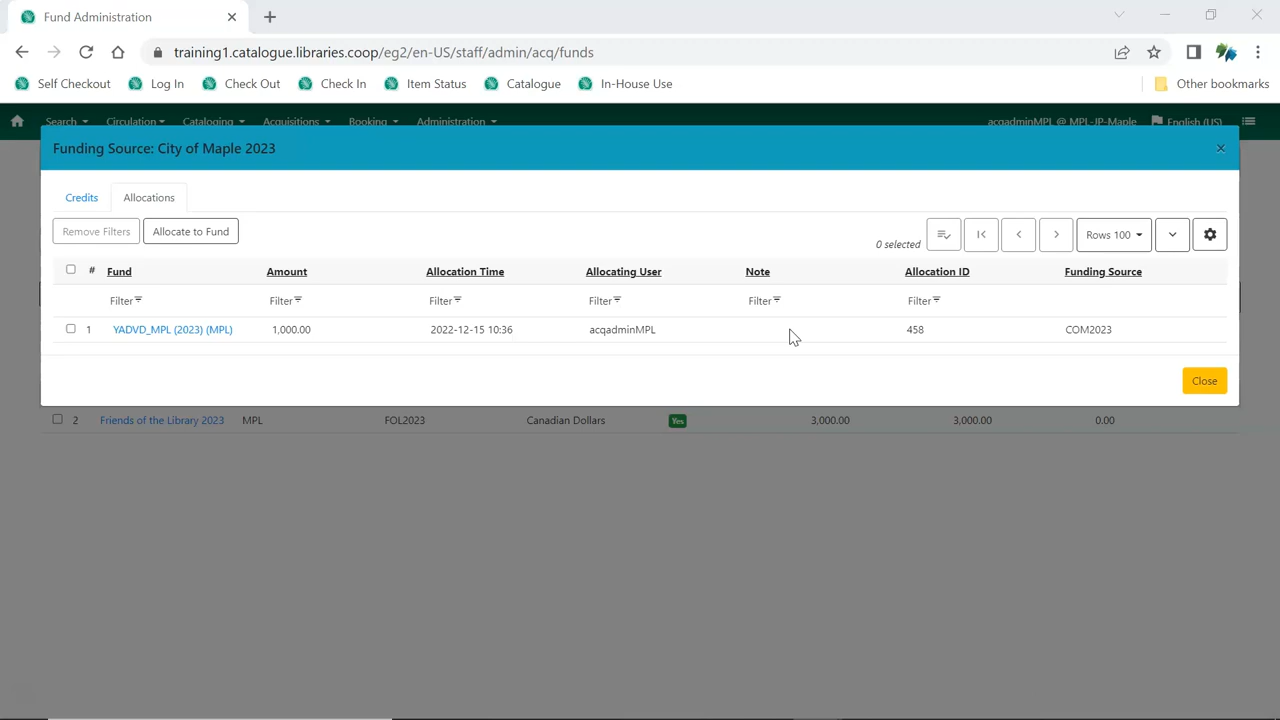 Fund Administration
training1.catalogue.libraries.coop/eg2/en-US/staff/admin/acq/funds
Self Checkout Log In Check Out Check In Item Status Catalogue In-House Use Other bookmarks
Search Circulation Cataloging Acquisitions Booking Administration acqadminMPL @ MPL-JP-Maple English (US)
Funding Source: City of Maple 2023
Credits Allocations
Remove Filters Allocate to Fund 0 selected Rows 100
# Fund Amount Allocation Time Allocating User Note Allocation ID Funding Source
Filter Filter Filter Filter Filter Filter
1 YADVD_MPL (2023) (MPL) 1,000.00 2022-12-15 10:36 acqadminMPL 458 COM2023
Close
2 Friends of the Library 2023 MPL FOL2023 Canadian Dollars Yes 3,000.00 3,000.00 0.00